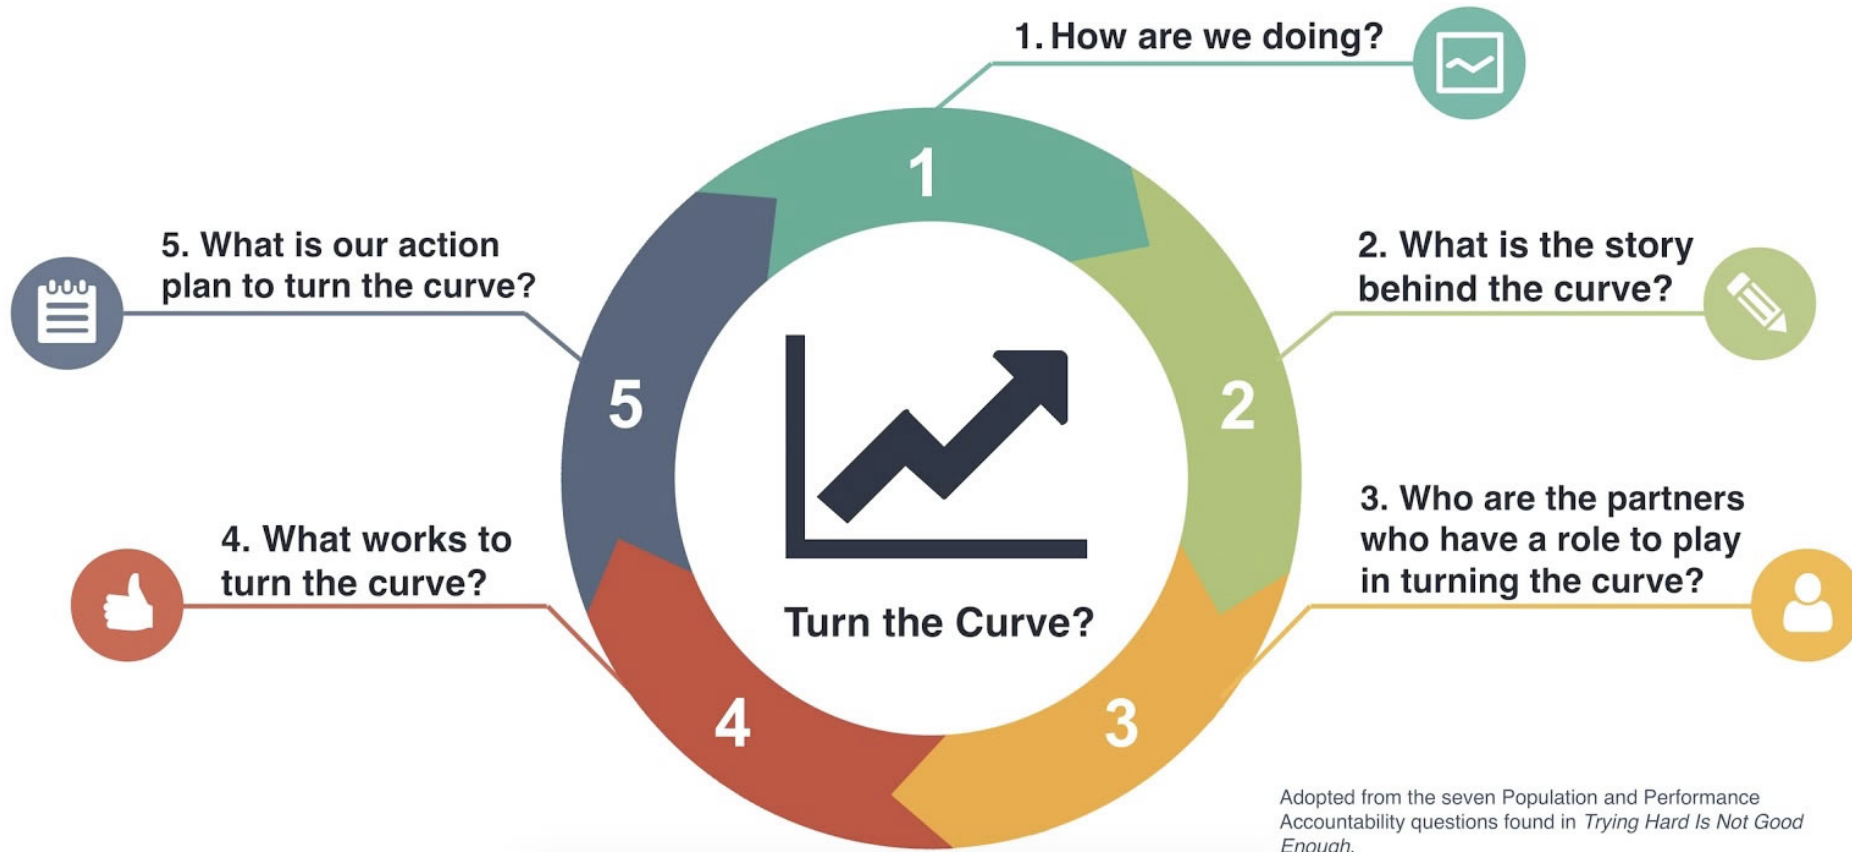 1. How are we doing?
1
5. What is our action
plan to turn the curve?
2. What is the story
behind the curve?
5
2
3. Who are the partners
who have a role to play
in turning the curve?
4. What works to
turn the curve?
Turn the Curve?
4
3
Adopted from the seven Population and Performance
Accountability questions found in Trying Hard Is Not Good
Enough.